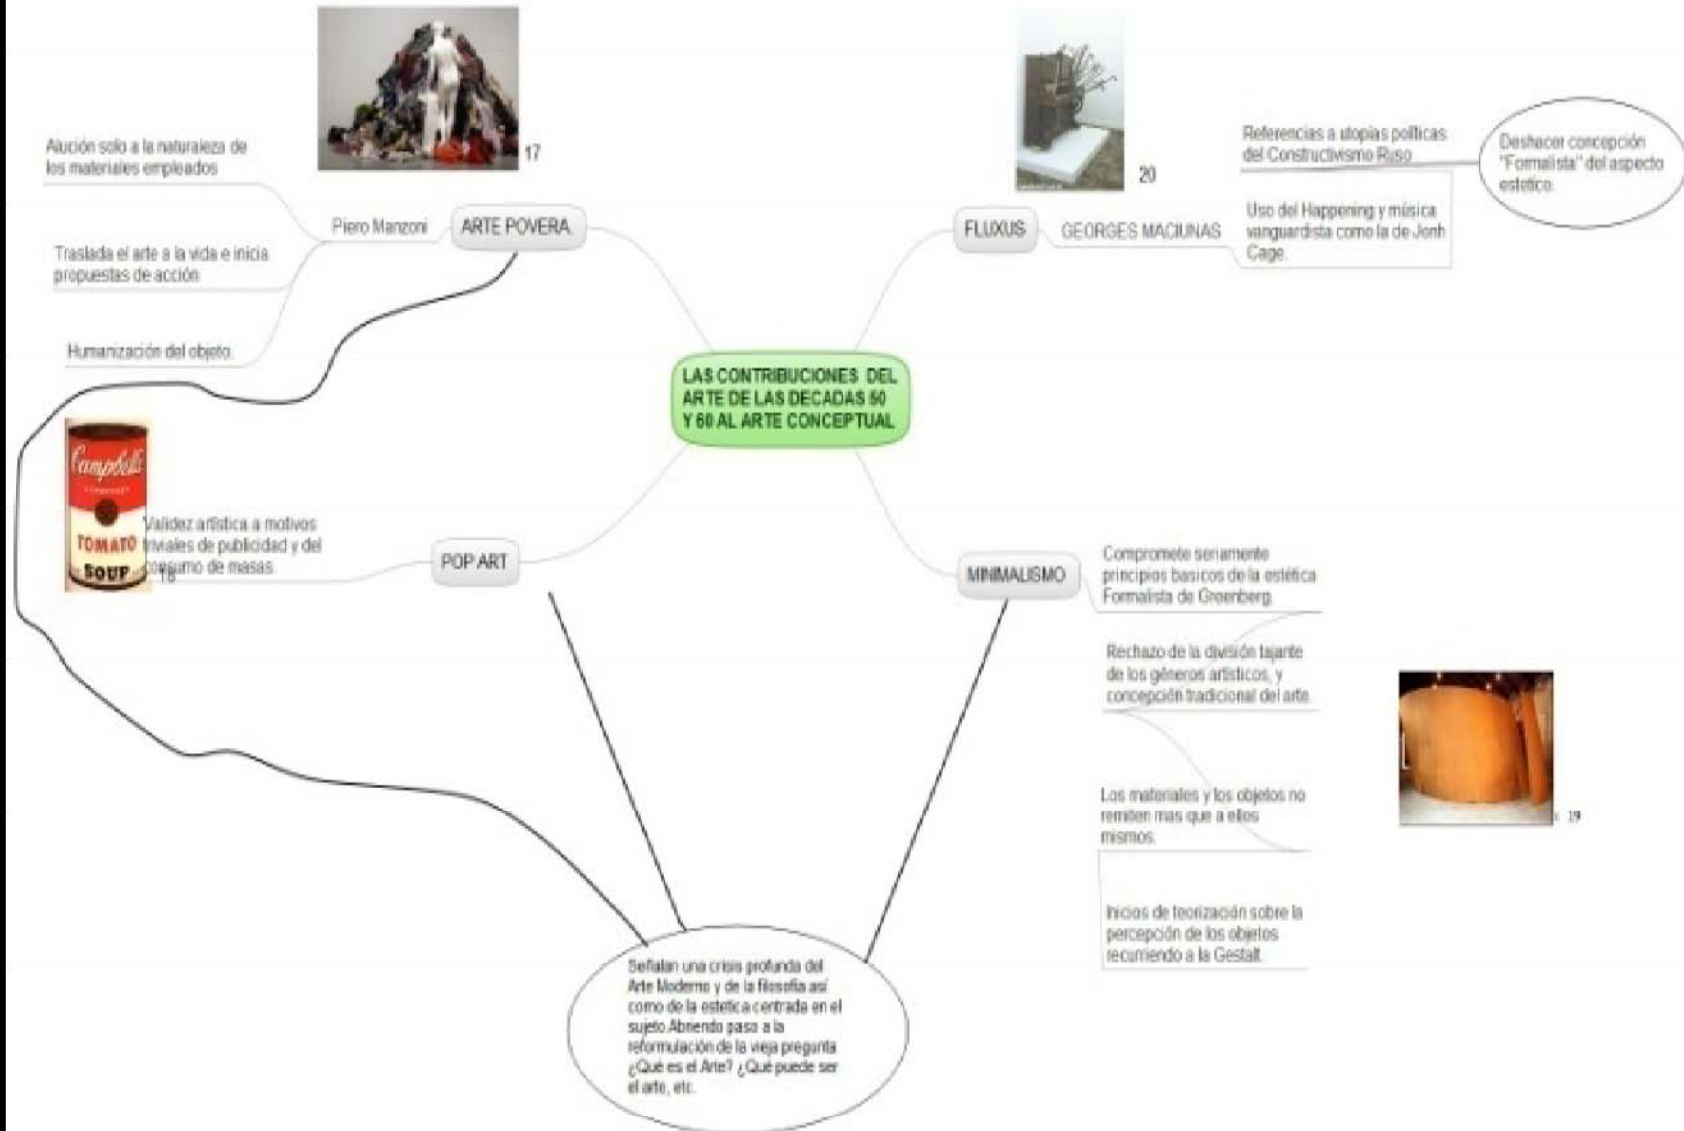 17
Alución solo a la naturaleza de
los materiales empleados
Piero Manzoni
ARTE POVERA
Traslada el arte a la vida e inicia
propuestas de acción
Humanización del objeto
20
FLUXUS
GEORGES MACIUNAS
Referencias a utopías políticas
del Constructivismo Ruso
Uso del Happening y música
vanguardista como la de Jonh
Cage.
Deshacer concepción
"Formalista" del aspecto
estetico.
LAS CONTRIBUCIONES DEL
ARTE DE LAS DECADAS 50
Y 60 AL ARTE CONCEPTUAL
Campbell's
TOMATO
SOUP
18
Validez artística a motivos
triviales de publicidad y del
consumo de masas.
POP ART
MINIMALISMO
Compromete seriamente
principios basicos de la estética
Formalista de Greenberg
Rechazo de la división tajante
de los géneros artísticos, y
concepción tradicional del arte.
Los materiales y los objetos no
remiten mas que a ellos
mismos.
Inicios de teorización sobre la
percepción de los objetos
recurriendo a la Gestalt.
19
Señalan una crisis profunda del
Arte Moderno y de la filosofía así
como de la estetica centrada en el
sujeto.Abriendo paso a la
reformulación de la vieja pregunta
¿Qué es el Arte? ¿Qué puede ser
el arte, etc.